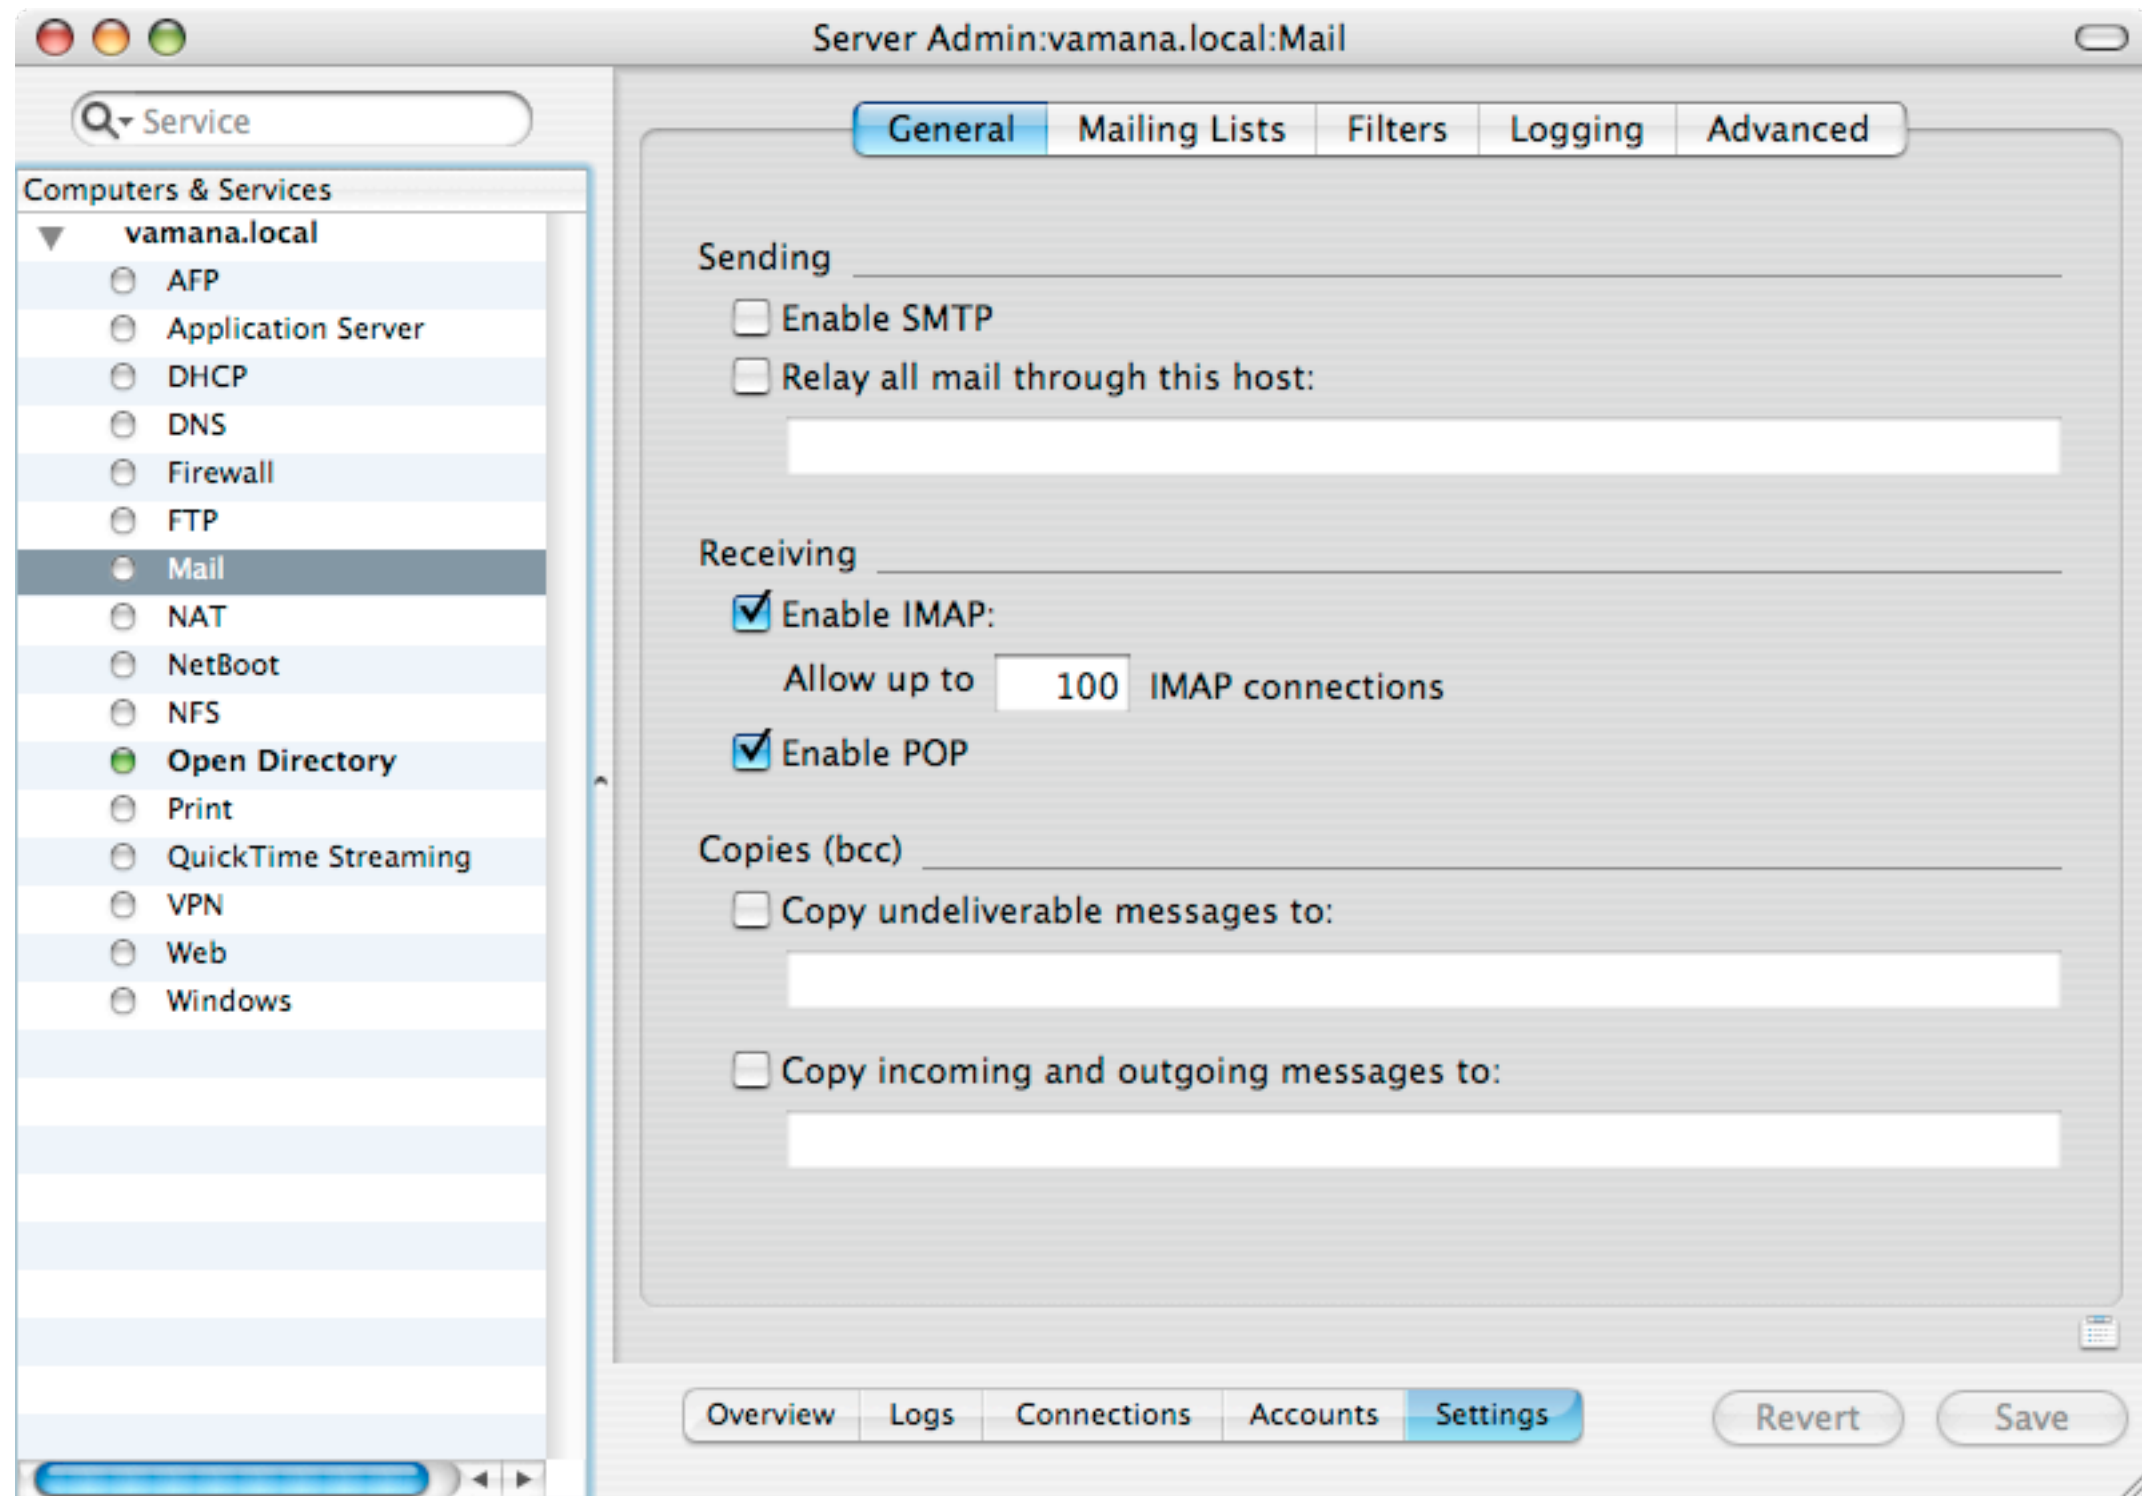 Server Admin:vamana.local:Mail
Service
Computers & Services
vamana.local
AFP
Application Server
DHCP
DNS
Firewall
FTP
Mail
NAT
NetBoot
NFS
Open Directory
Print
QuickTime Streaming
VPN
Web
Windows
General Mailing Lists Filters Logging Advanced
Sending
Enable SMTP
Relay all mail through this host:
Receiving
Enable IMAP:
Allow up to 100 IMAP connections
Enable POP
Copies (bcc)
Copy undeliverable messages to:
Copy incoming and outgoing messages to:
Overview Logs Connections Accounts Settings Revert Save